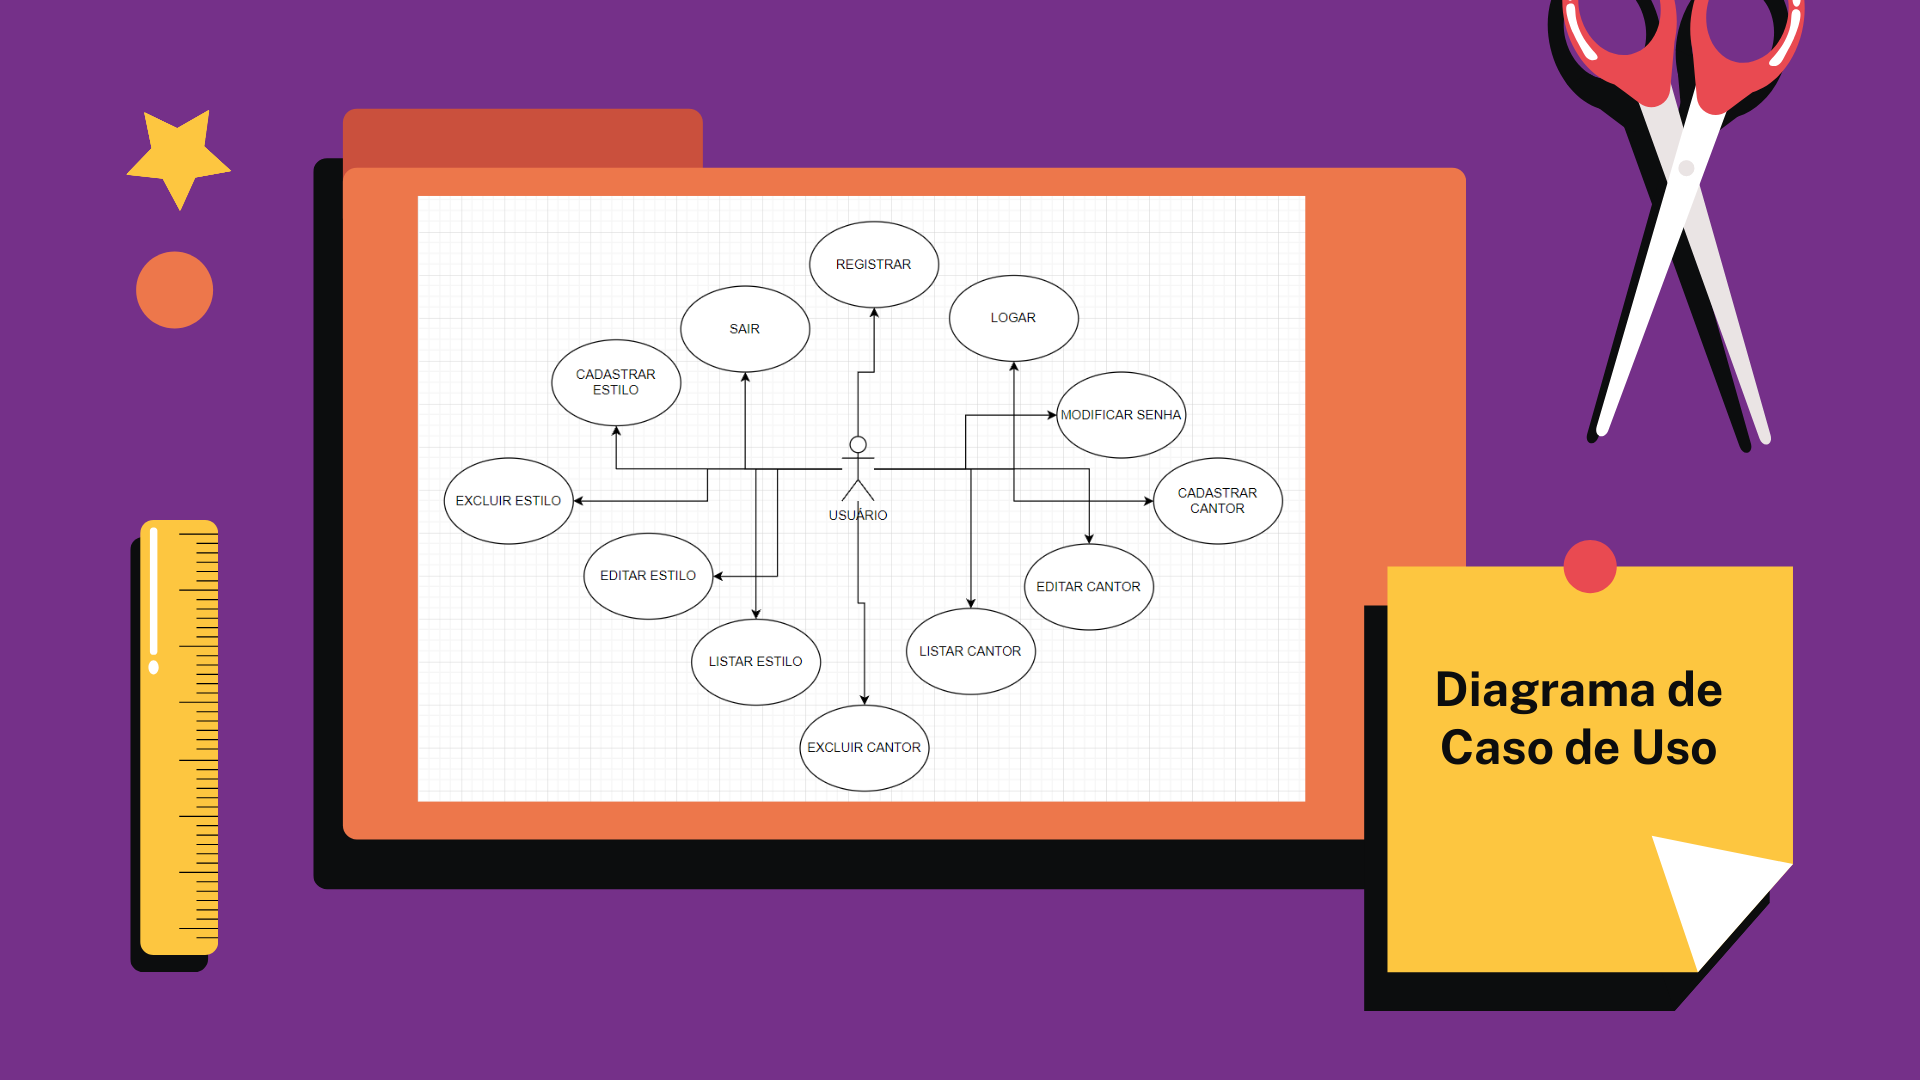 REGISTRAR
LOGAR
SAIR
CADASTRAR
ESTILO
MODIFICAR SENHA
EXCLUIR ESTILO
CADASTRAR
CANTOR
USUÁRIO
EDITAR ESTILO
EDITAR CANTOR
LISTAR ESTILO
LISTAR CANTOR
EXCLUIR CANTOR
Diagrama de
Caso de Uso